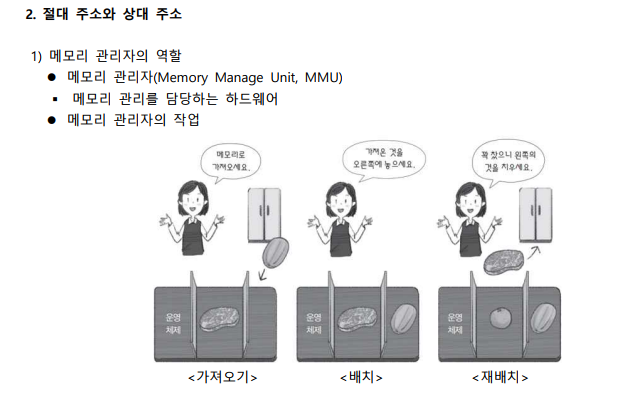 2. 절대 주소와 상대 주소
1) 메모리 관리자의 역할
● 메모리 관리자(Memory Manage Unit, MMU)
▪ 메모리 관리를 담당하는 하드웨어
● 메모리 관리자의 작업
메모리로
가져오세요.
가져온 것을
오른쪽에 놓으세요.
꽉 찼으니 왼쪽의
것을 치우세요.
운영
체제
운영
체제
운영
체제
<가져오기>
<배치>
<재배치>